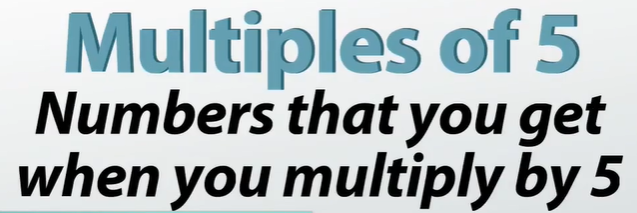 Multiples of 5
Numbers that you get
when you multiply by 5